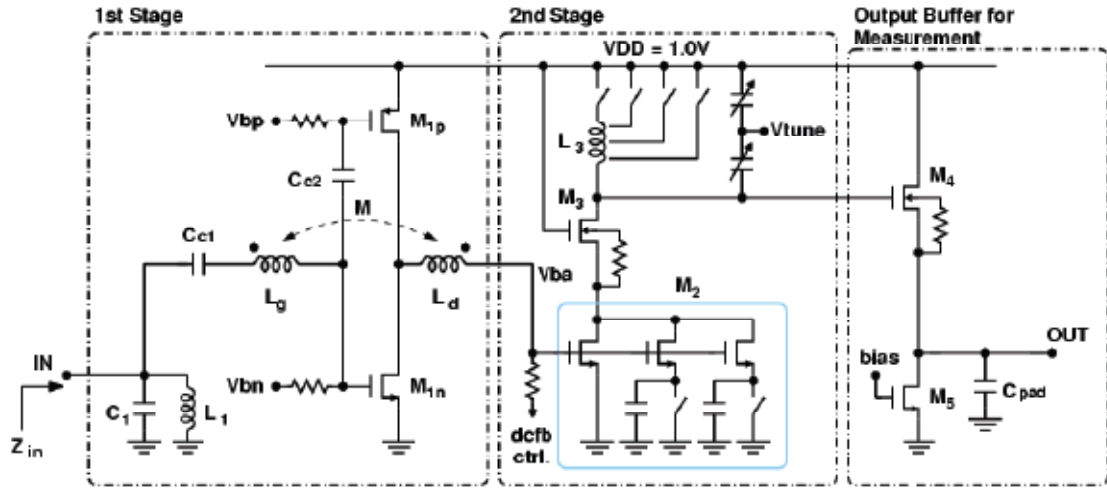 1st Stage
2nd Stage
Output Buffer for
Measurement
VDD = 1.0V
Vbp
M1p
Cc2
M
Cc1
Lg
Ld
Vba
L3
Vtune
M3
M4
M2
IN
Zin
C1
L1
Vbn
M1n
dcfb
ctrl.
bias
M5
OUT
Cpad